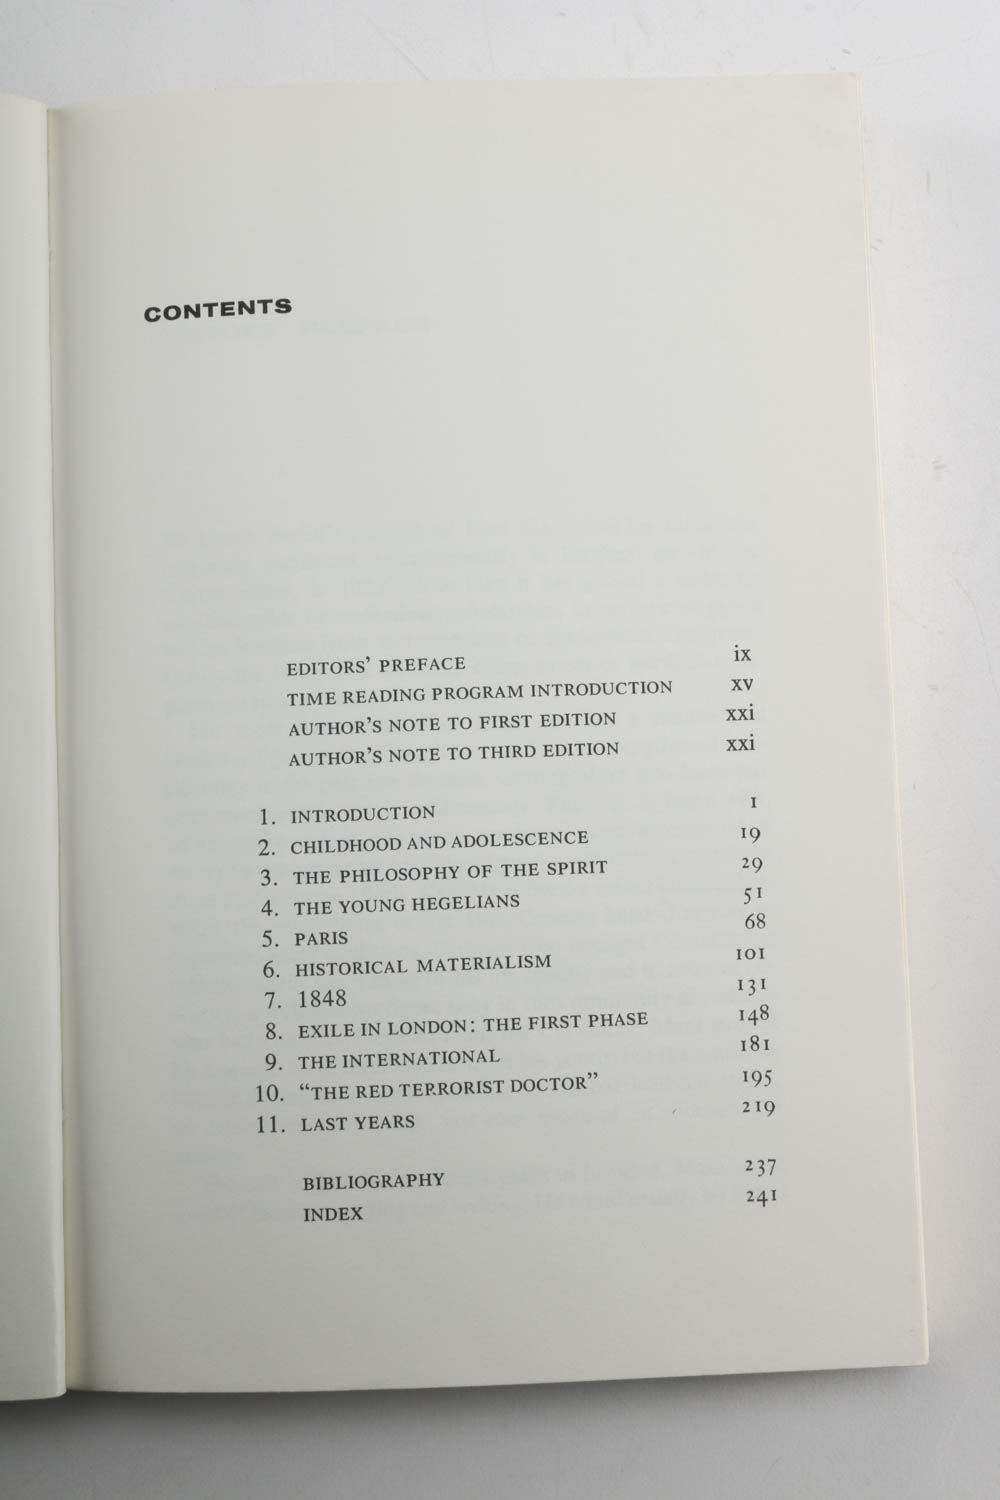 CONTENTS
EDITORS' PREFACE ix
TIME READING PROGRAM INTRODUCTION xv
AUTHOR'S NOTE TO FIRST EDITION xxi
AUTHOR'S NOTE TO THIRD EDITION xxi
1. INTRODUCTION 1
2. CHILDHOOD AND ADOLESCENCE 19
3. THE PHILOSOPHY OF THE SPIRIT 29
4. THE YOUNG HEGELIANS 51
5. PARIS 68
6. HISTORICAL MATERIALISM 101
7. 1848 131
8. EXILE IN LONDON: THE FIRST PHASE 148
9. THE INTERNATIONAL 181
10. "THE RED TERRORIST DOCTOR" 195
11. LAST YEARS 219
BIBLIOGRAPHY 237
INDEX 241